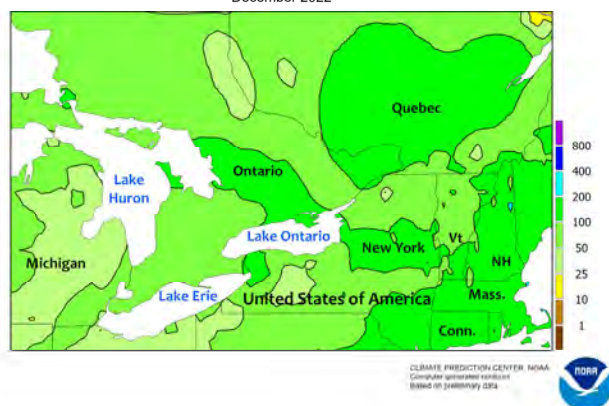 December 2022
Quebec
Ontario
Lake
Huron
Lake Ontario
New York
Vt
NH
Michigan
Lake Erie
United States of America
Mass.
Conn.
800
400
200
100
50
25
10
1
CLIMATE PREDICTION CENTER, NOAA
Computer generated contours
Based on preliminary data
NOAA